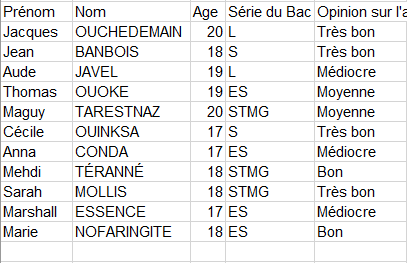 Prénom Nom Age Série du Bac Opinion sur l'a
Jacques OUCHEDEMAIN 20 L Très bon
Jean BANBOIS 18 S Très bon
Aude JAVEL 19 L Médiocre
Thomas OUOKE 19 ES Moyenne
Maguy TARESTNAZ 20 STMG Moyenne
Cécile OUINKSA 17 S Très bon
Anna CONDA 17 ES Médiocre
Mehdi TÉRANNÉ 18 STMG Bon
Sarah MOLLIS 18 STMG Très bon
Marshall ESSENCE 17 ES Médiocre
Marie NOFARINGITE 18 ES Bon